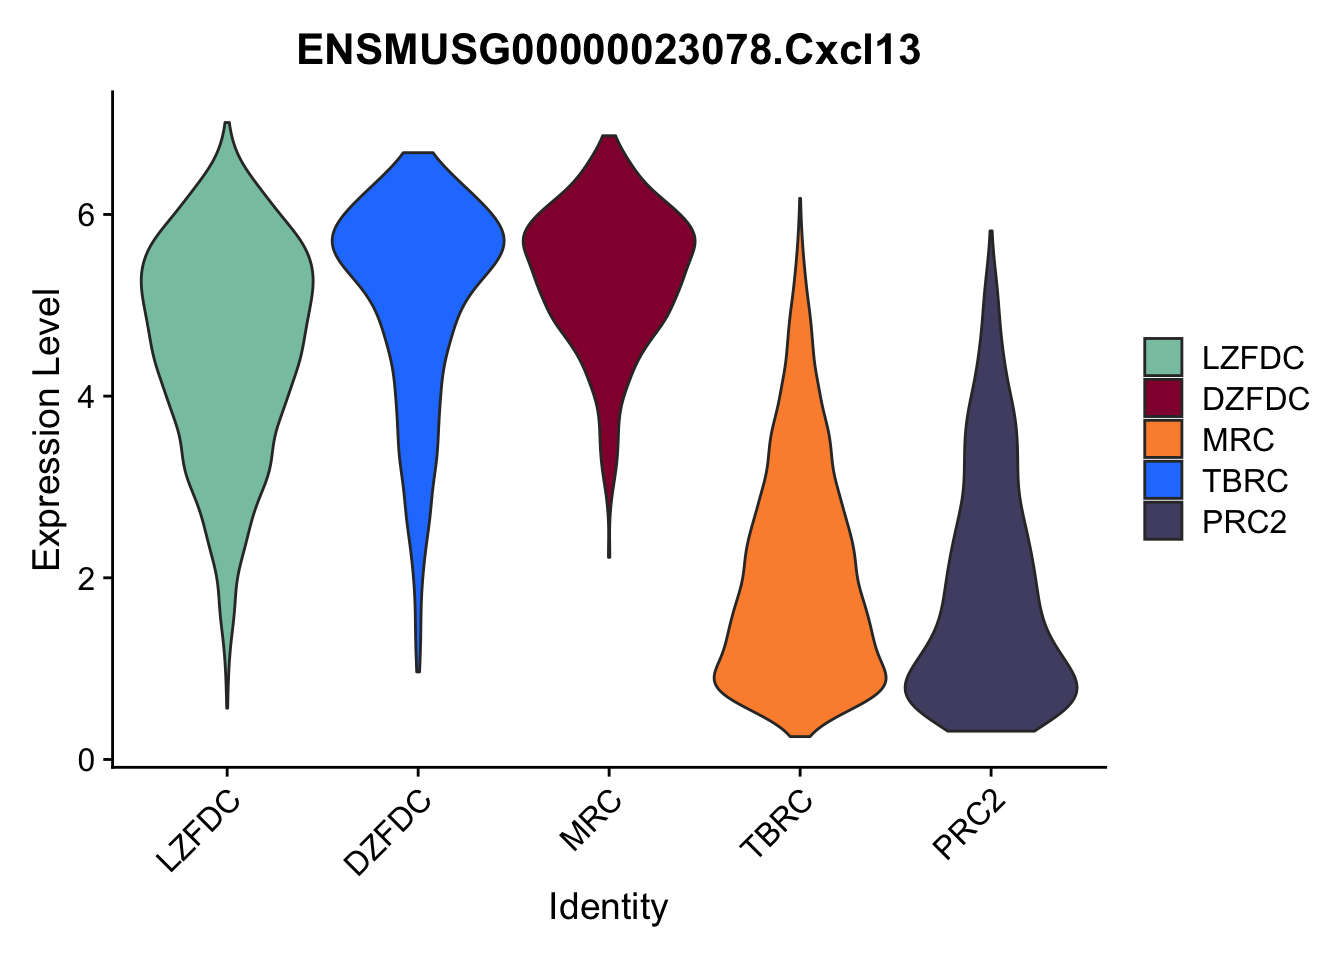 ENSMUSG00000023078.Cxcl13
Expression Level
6
4
2
0
LZFDC
DZFDC
MRC
TBRC
PRC2
Identity
LZFDC
DZFDC
MRC
TBRC
PRC2